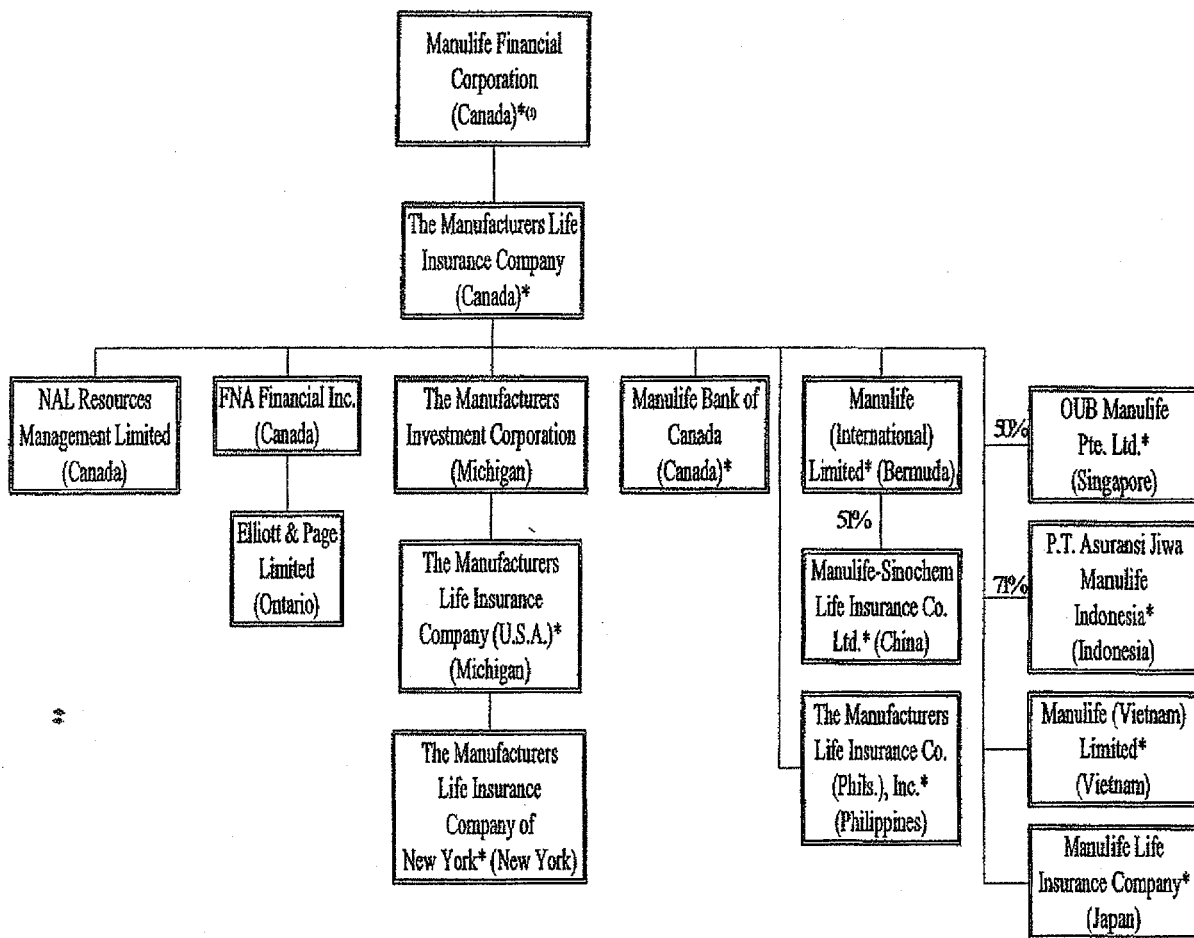 Manulife Financial
Corporation
(Canada)*(1)
The Manufacturers Life
Insurance Company
(Canada)*
NAL Resources
Management Limited
(Canada)
FNA Financial Inc.
(Canada)
Elliott & Page
Limited
(Ontario)
The Manufacturers
Investment Corporation
(Michigan)
The Manufacturers
Life Insurance
Company (U.S.A.)*
(Michigan)
The Manufacturers
Life Insurance
Company of
New York* (New York)
Manulife Bank of
Canada
(Canada)*
Manulife
(International)
Limited* (Bermuda)
51%
Manulife-Sinochem
Life Insurance Co.
Ltd.* (China)
The Manufacturers
Life Insurance Co.
(Phils.), Inc.*
(Philippines)
50%
OUB Manulife
Pte. Ltd.*
(Singapore)
71%
P.T. Asuransi Jiwa
Manulife
Indonesia*
(Indonesia)
Manulife (Vietnam)
Limited*
(Vietnam)
Manulife Life
Insurance Company*
(Japan)